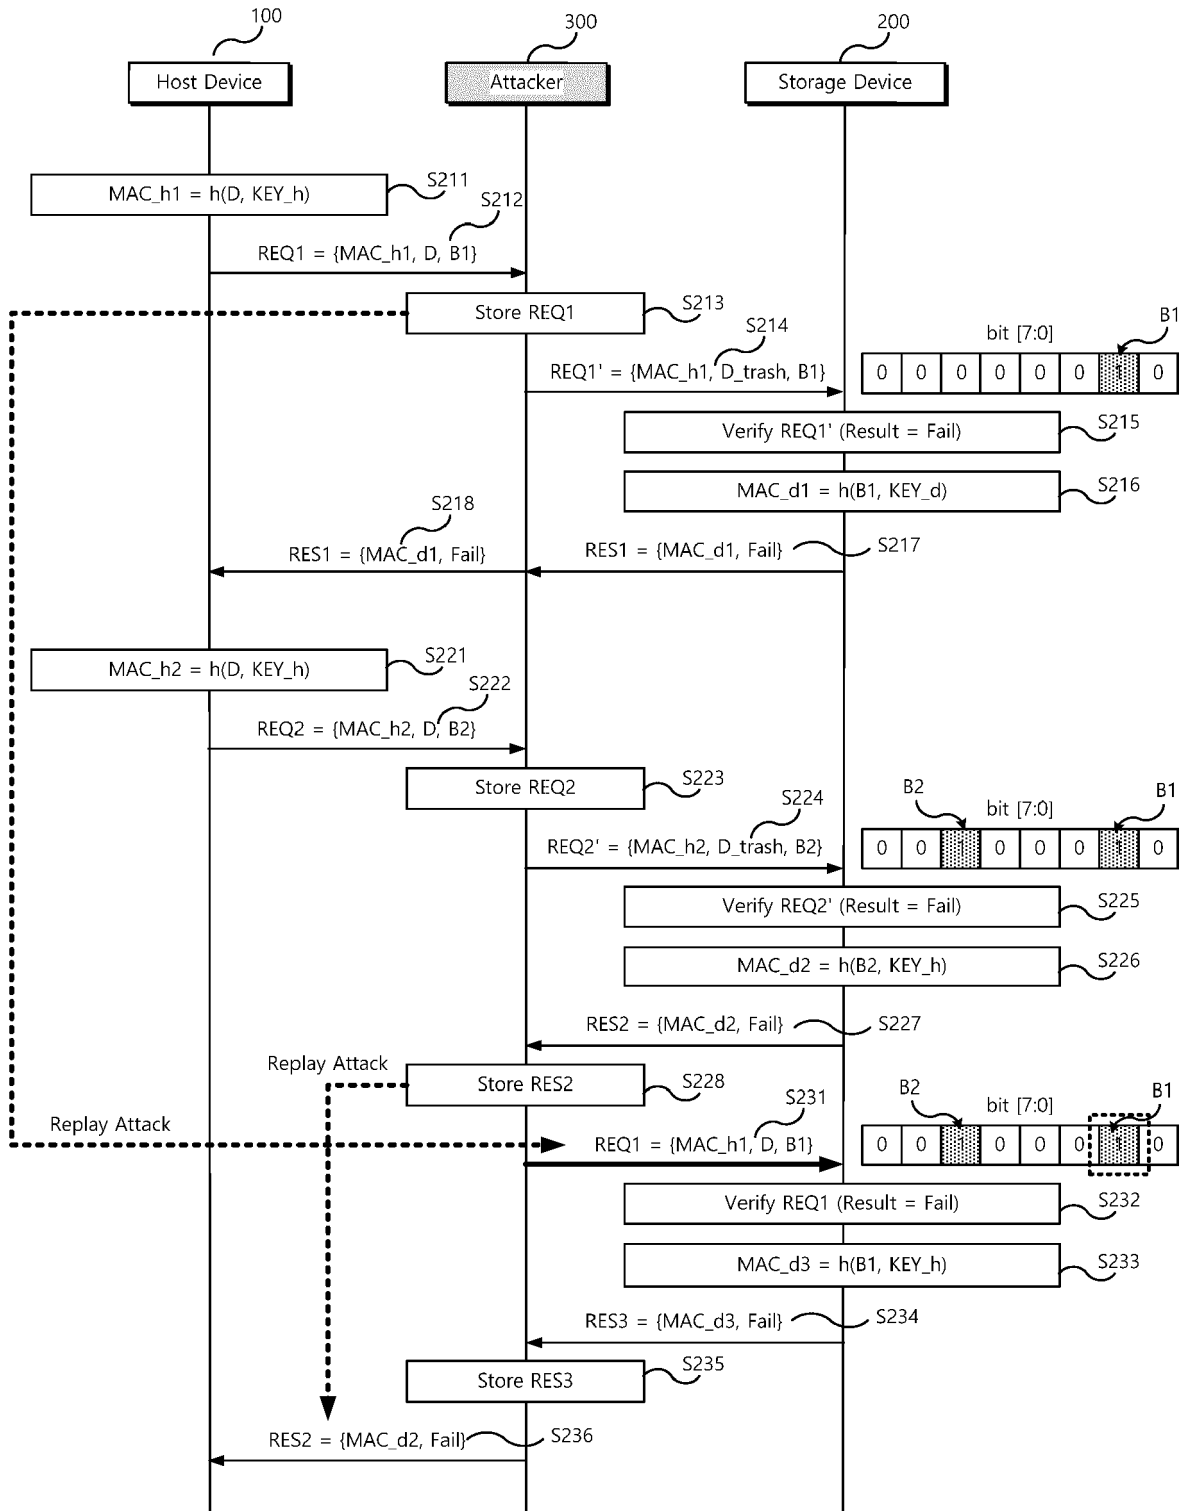 100
300
200
Host Device
Attacker
Storage Device
MAC_h1 = h(D, KEY_h)
S211
S212
REQ1 = {MAC_h1, D, B1}
Store REQ1
S213
S214
REQ1' = {MAC_h1, D_trash, B1}
bit [7:0]
B1
0 0 0 0 0 0 1 0
Verify REQ1' (Result = Fail)
S215
MAC_d1 = h(B1, KEY_d)
S216
S218
RES1 = {MAC_d1, Fail}
RES1 = {MAC_d1, Fail}
S217
MAC_h2 = h(D, KEY_h)
S221
S222
REQ2 = {MAC_h2, D, B2}
Store REQ2
S223
S224
REQ2' = {MAC_h2, D_trash, B2}
B2
bit [7:0]
B1
0 0 1 0 0 0 1 0
Verify REQ2' (Result = Fail)
S225
MAC_d2 = h(B2, KEY_h)
S226
RES2 = {MAC_d2, Fail}
S227
Replay Attack
Store RES2
S228
Replay Attack
S231
REQ1 = {MAC_h1, D, B1}
B2
bit [7:0]
B1
0 0 1 0 0 0 1 0
Verify REQ1 (Result = Fail)
S232
MAC_d3 = h(B1, KEY_h)
S233
RES3 = {MAC_d3, Fail}
S234
Store RES3
S235
RES2 = {MAC_d2, Fail}
S236